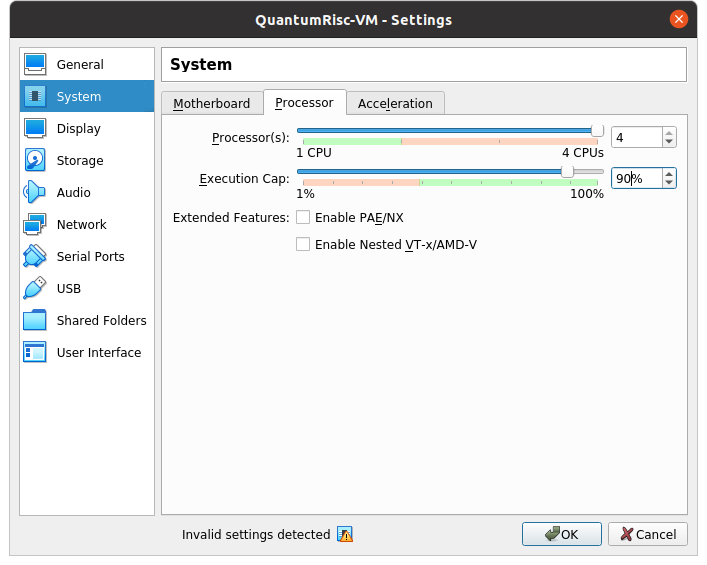 QuantumRisc-VM - Settings
General
System
Display
Storage
Audio
Network
Serial Ports
USB
Shared Folders
User Interface
System
Motherboard
Processor
Acceleration
Processor(s):
4
1 CPU
4 CPUs
Execution Cap:
90%
1%
100%
Extended Features:
Enable PAE/NX
Enable Nested VT-x/AMD-V
Invalid settings detected
OK
Cancel